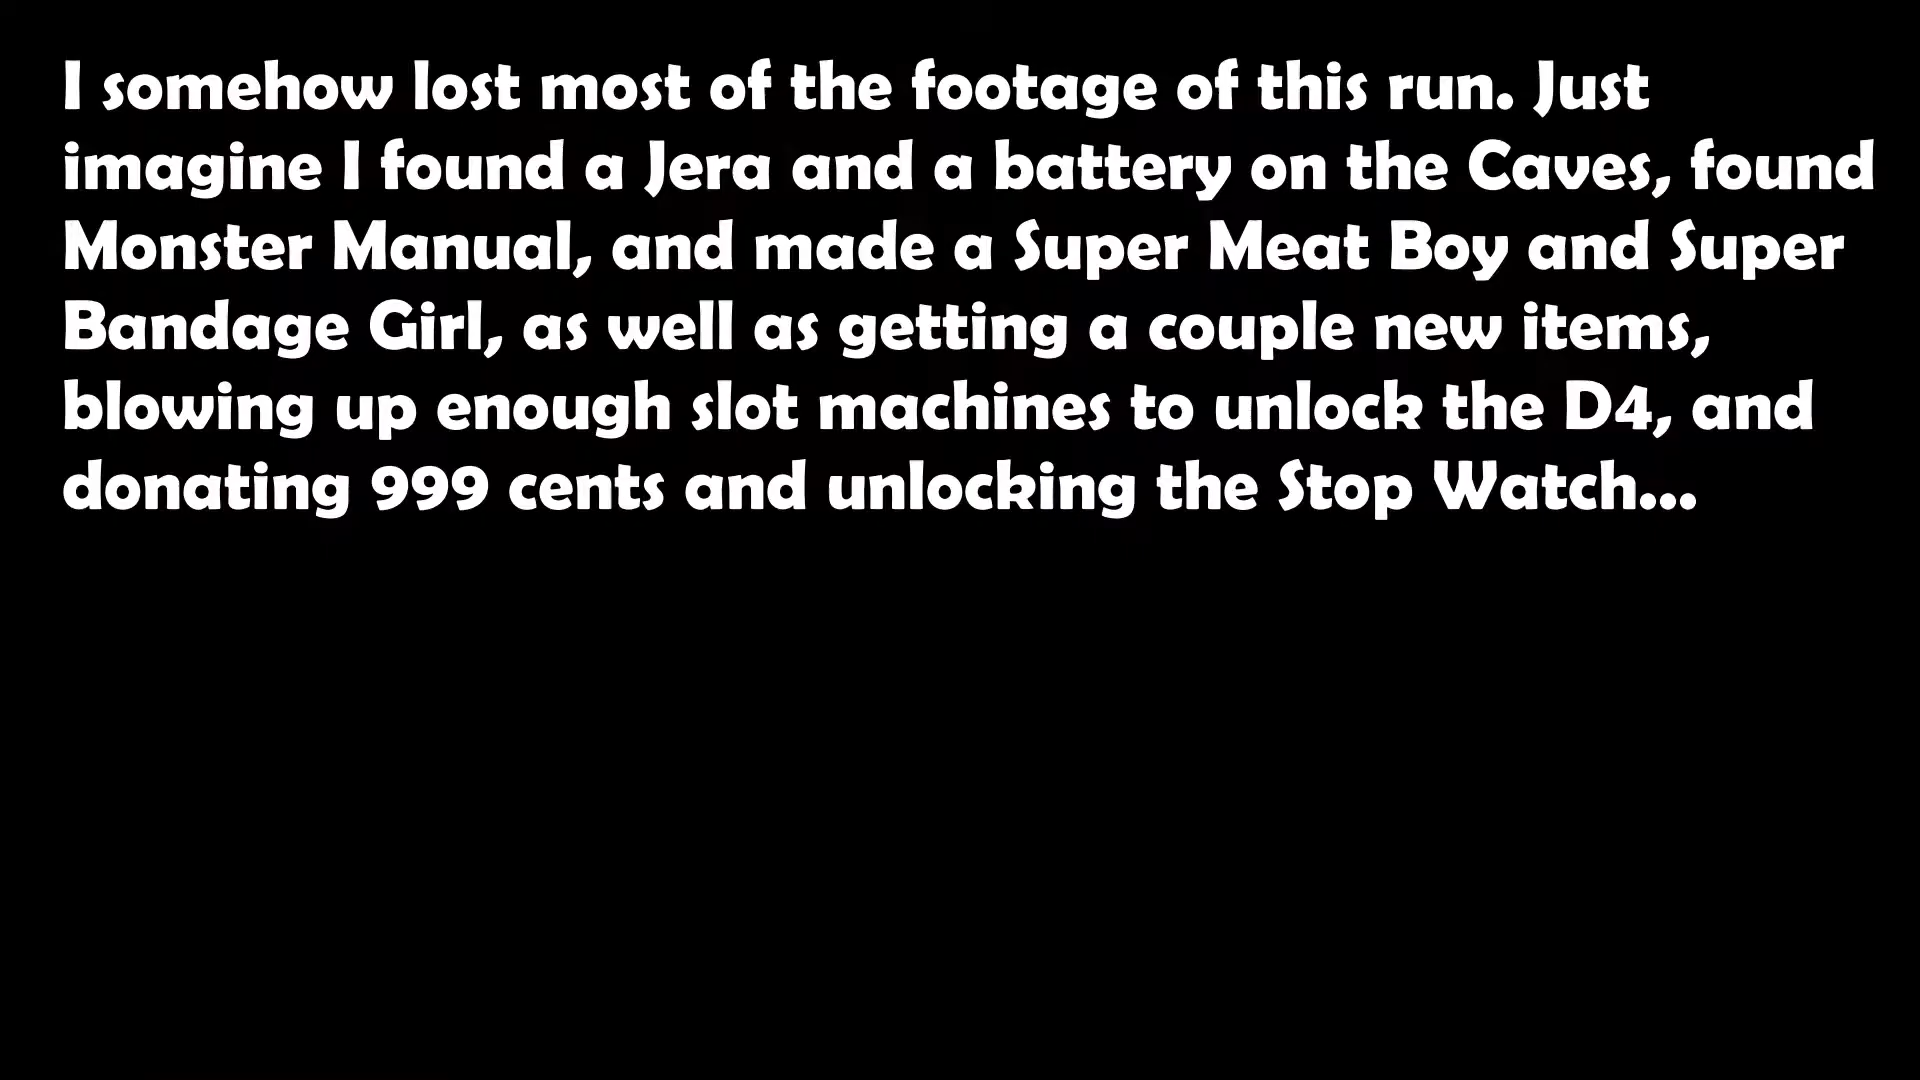 I somehow lost most of the footage of this run. Just
imagine I found a Jera and a battery on the Caves, found
Monster Manual, and made a Super Meat Boy and Super
Bandage Girl, as well as getting a couple new items,
blowing up enough slot machines to unlock the D4, and
donating 999 cents and unlocking the Stop Watch...